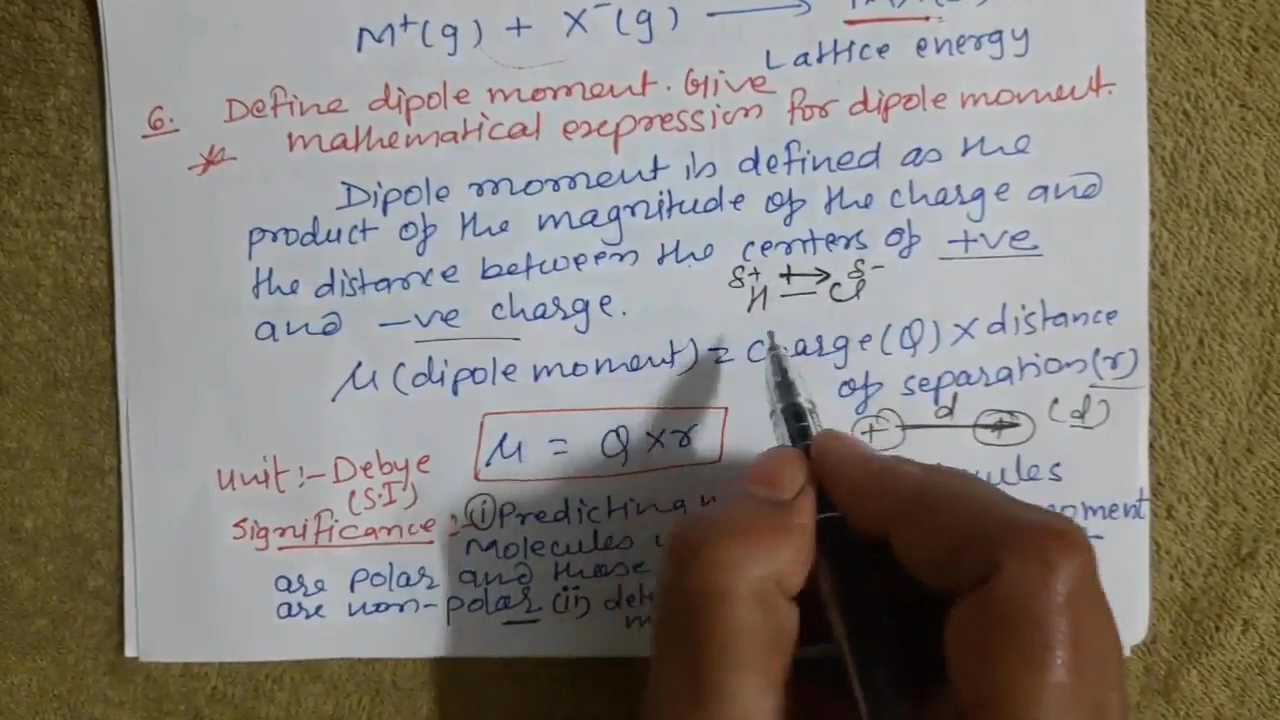 M⁺(g) + X⁻(g) ⟶
Lattice energy
6. Define dipole moment. Give
mathematical expression for dipole moment.
Dipole moment is defined as the
product of the magnitude of the charge and
the distance between the centers of +ve
and -ve charge.
δ+ δ-
H — Cl
μ (dipole moment) = charge (Q) × distance
of separation (r)
(d)
+ d +
μ = Q × r
Unit :- Debye
(S.I)
Significance :- (i) Predicting
molecules
are polar and those
are non-polar (ii)